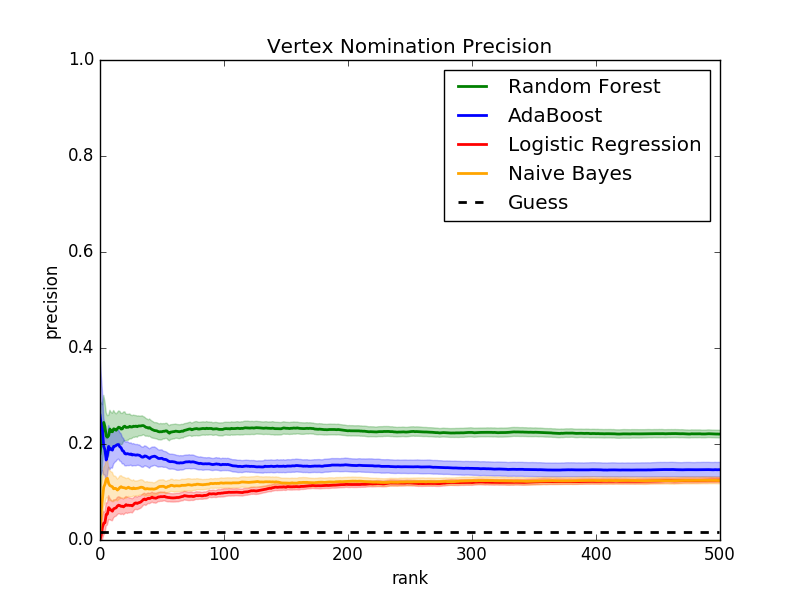 Vertex Nomination Precision
1.0
0.8
0.6
0.4
0.2
0.0
precision
Random Forest
AdaBoost
Logistic Regression
Naive Bayes
Guess
0 100 200 300 400 500
rank